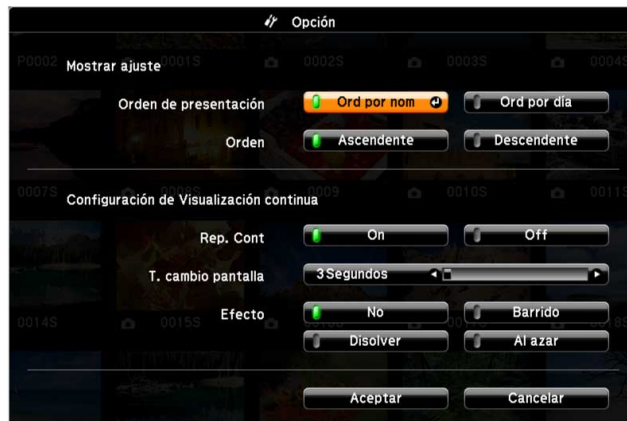 Opción
P0002 0001S 0002S 0003S 0004S
Mostrar ajuste
Orden de presentación Ord por nom Ord por día
Orden Ascendente Descendente
0007S 0008S 0009 0010S 0011S
Configuración de Visualización continua
Rep. Cont On Off
T. cambio pantalla 3Segundos
Efecto No Barrido
0014S 0015S
Disolver Al azar
Aceptar Cancelar